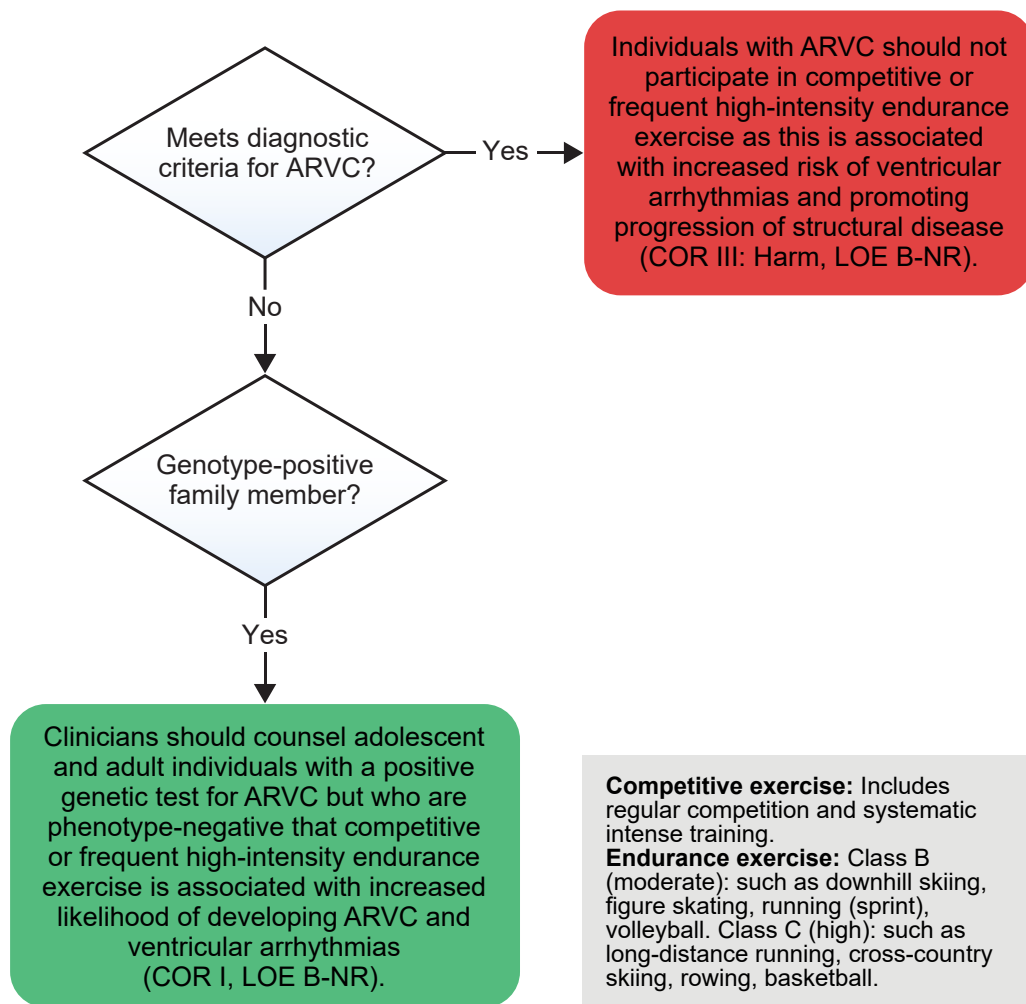 Meets diagnostic
criteria for ARVC?
Yes
Individuals with ARVC should not
participate in competitive or
frequent high-intensity endurance
exercise as this is associated
with increased risk of ventricular
arrhythmias and promoting
progression of structural disease
(COR III: Harm, LOE B-NR).
No
Genotype-positive
family member?
Yes
Clinicians should counsel adolescent
and adult individuals with a positive
genetic test for ARVC but who are
phenotype-negative that competitive
or frequent high-intensity endurance
exercise is associated with increased
likelihood of developing ARVC and
ventricular arrhythmias
(COR I, LOE B-NR).
Competitive exercise: Includes
regular competition and systematic
intense training.
Endurance exercise: Class B
(moderate): such as downhill skiing,
figure skating, running (sprint),
volleyball. Class C (high): such as
long-distance running, cross-country
skiing, rowing, basketball.